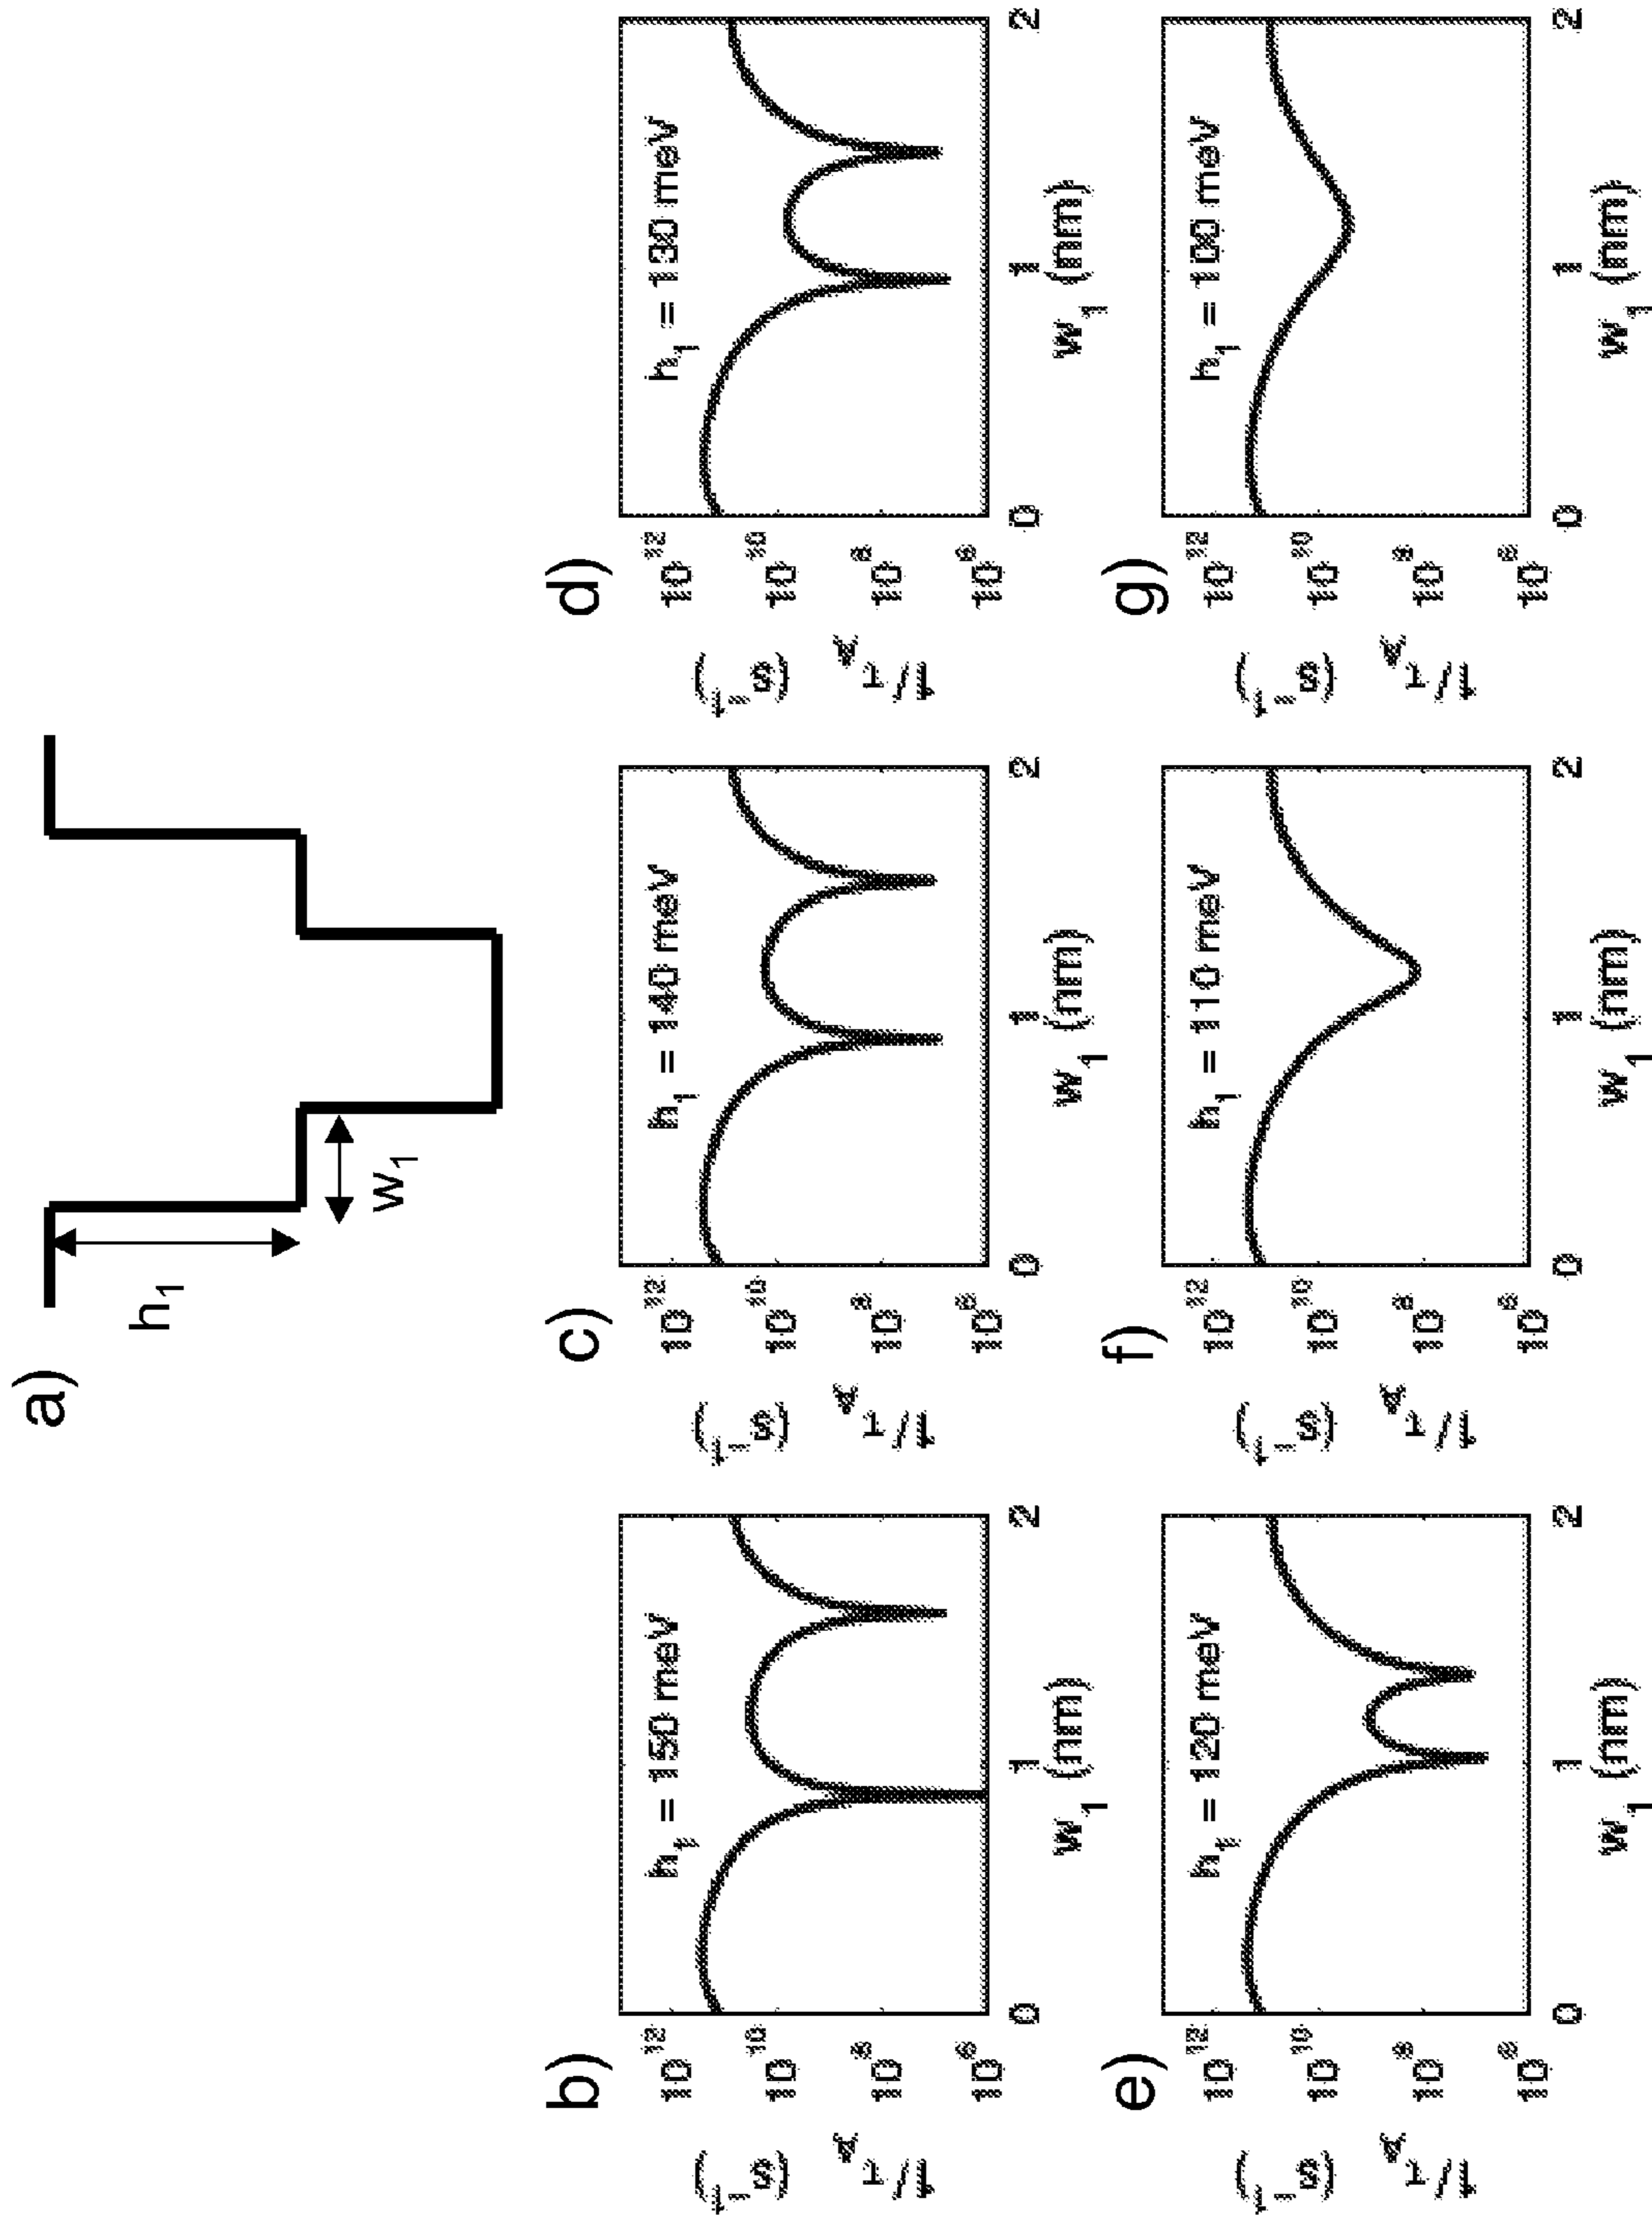 a)
h1
w1
b)
h1 = 150 meV
10^12
10^10
10^8
10^6
1/τA
(s^-1)
0 1 2
w1 (nm)
c)
h1 = 140 meV
10^12
10^10
10^8
10^6
1/τA
(s^-1)
0 1 2
w1 (nm)
d)
h1 = 130 meV
10^12
10^10
10^8
10^6
1/τA
(s^-1)
0 1 2
w1 (nm)
e)
h1 = 120 meV
10^12
10^10
10^8
10^6
1/τA
(s^-1)
0 1 2
w1 (nm)
f)
h1 = 110 meV
10^12
10^10
10^8
10^6
1/τA
(s^-1)
0 1 2
w1 (nm)
g)
h1 = 100 meV
10^12
10^10
10^8
10^6
1/τA
(s^-1)
0 1 2
w1 (nm)